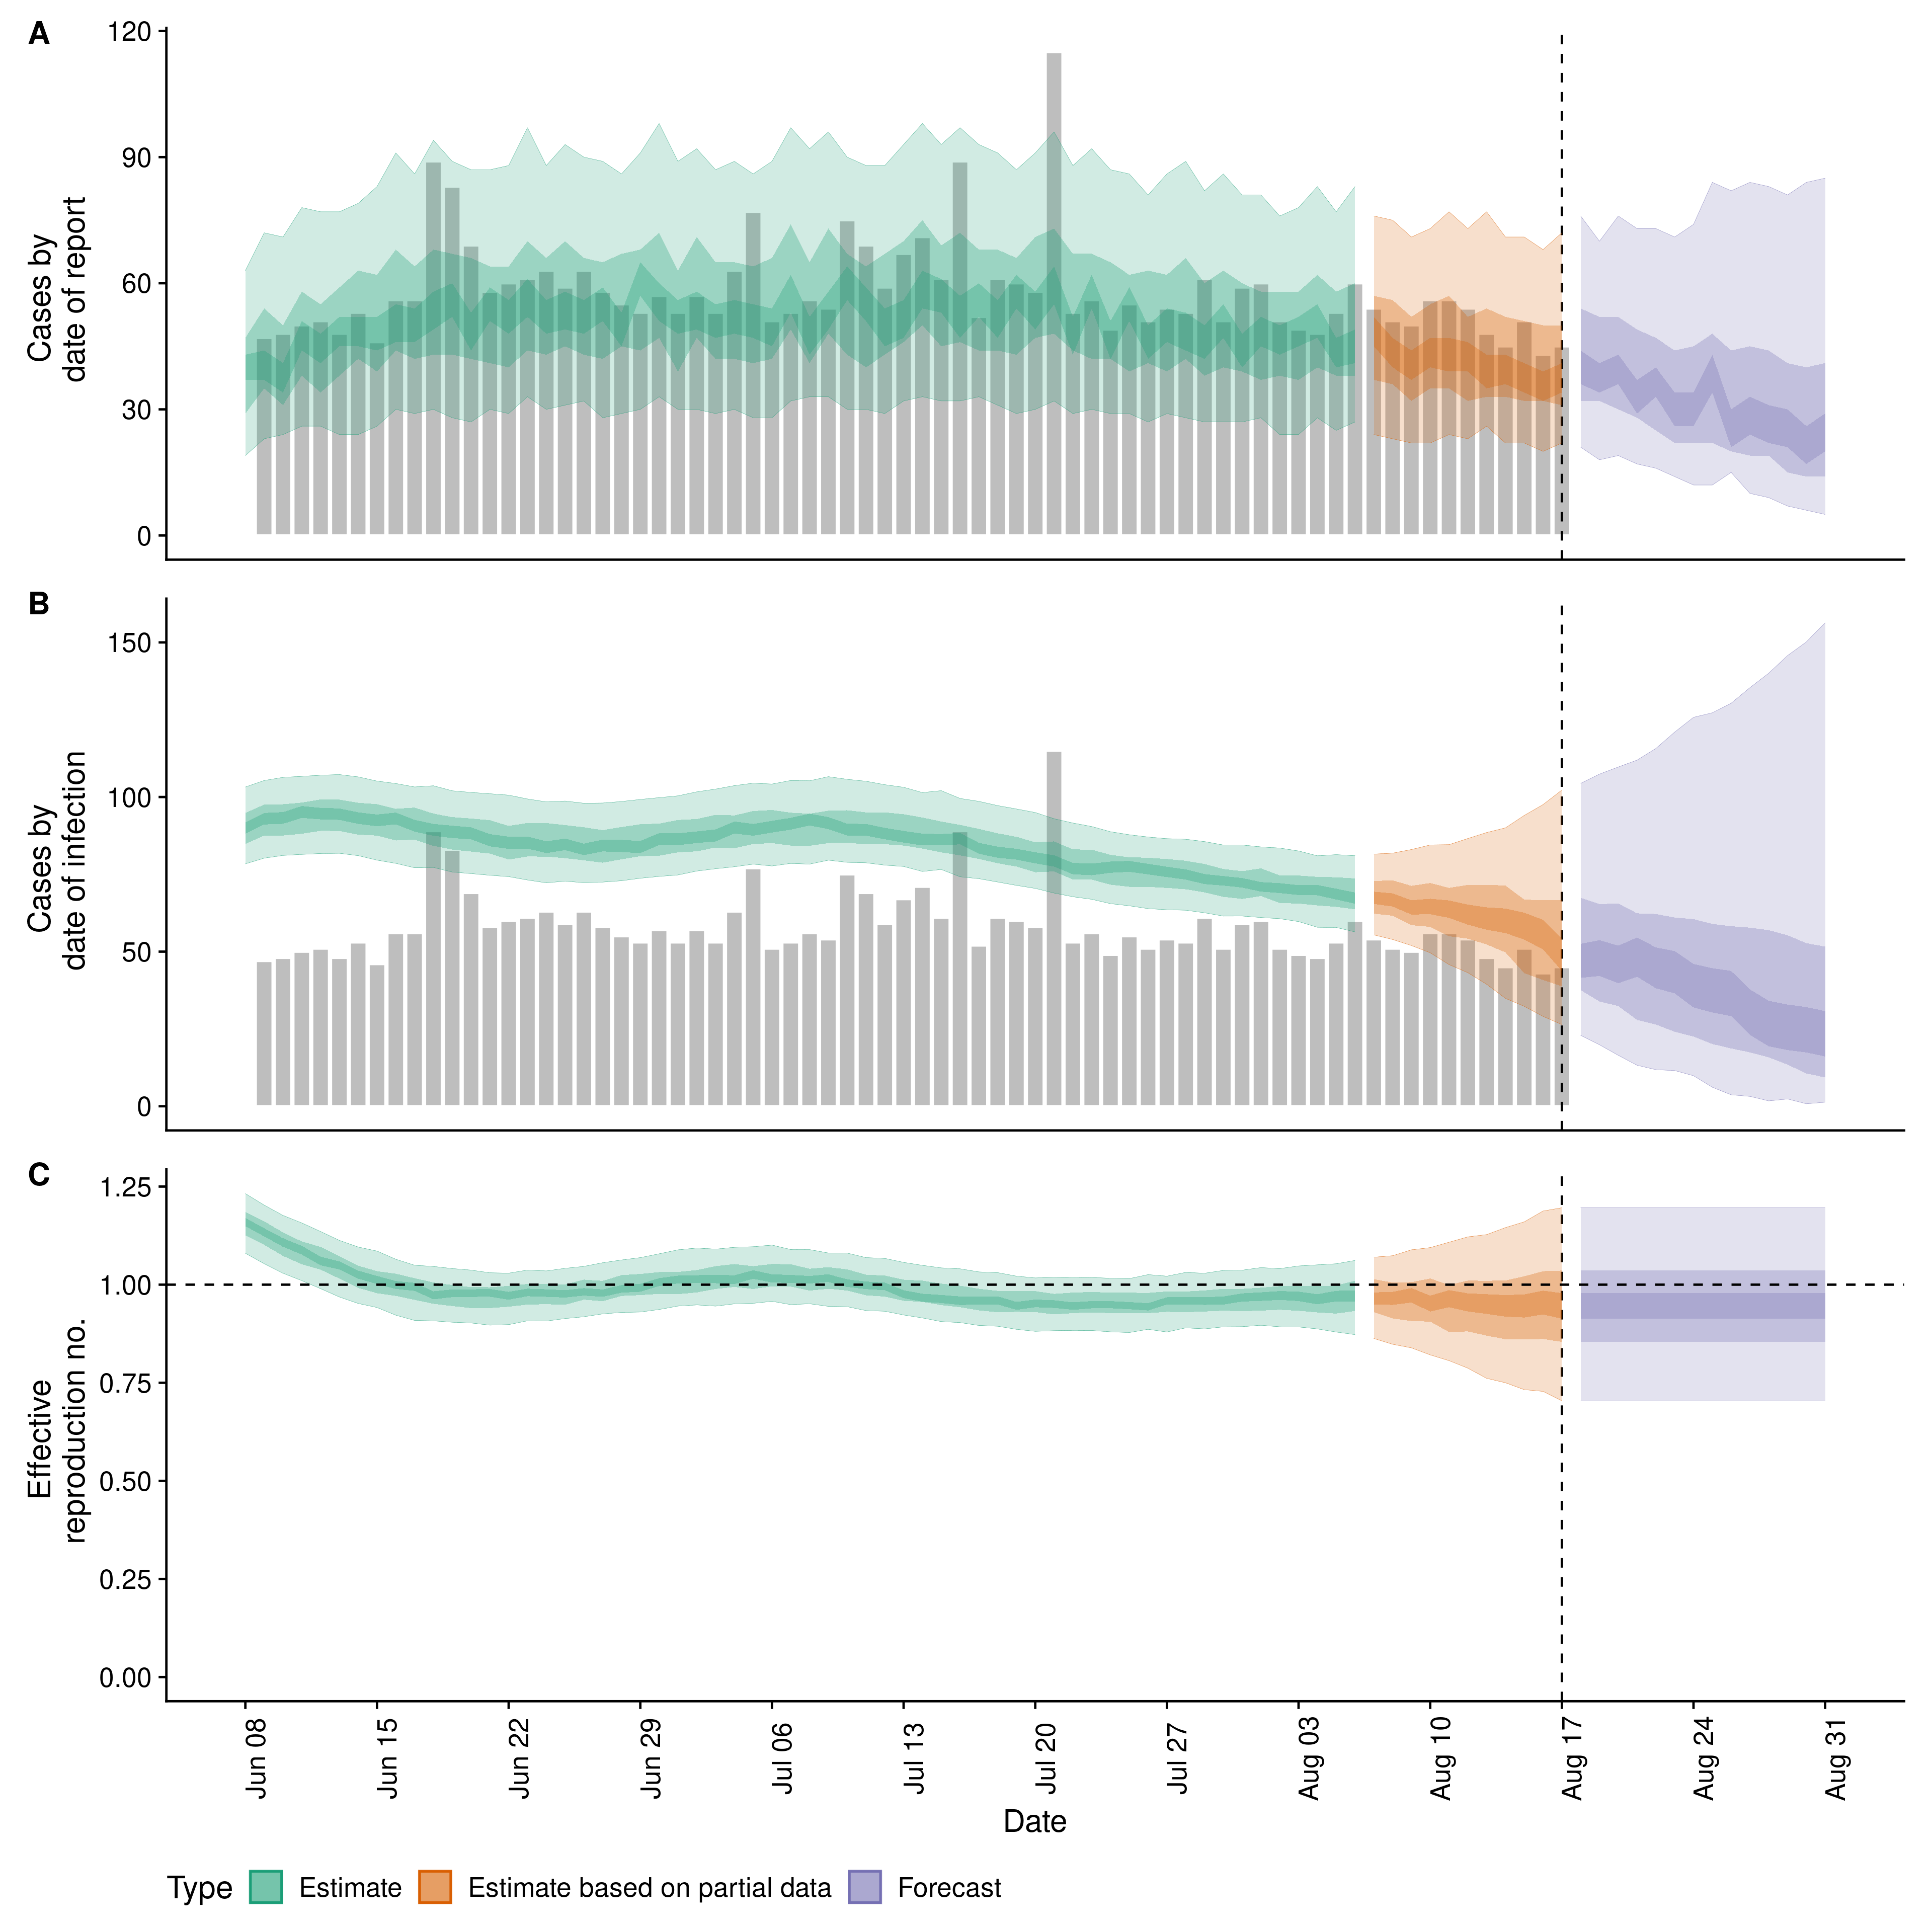 A
120
90
60
30
0
Cases by
date of report
B
150
100
50
0
Cases by
date of infection
C
1.25
1.00
0.75
0.50
0.25
0.00
Effective
reproduction no.
Jun 08
Jun 15
Jun 22
Jun 29
Jul 06
Jul 13
Jul 20
Jul 27
Aug 03
Aug 10
Aug 17
Aug 24
Aug 31
Date
Type Estimate Estimate based on partial data Forecast